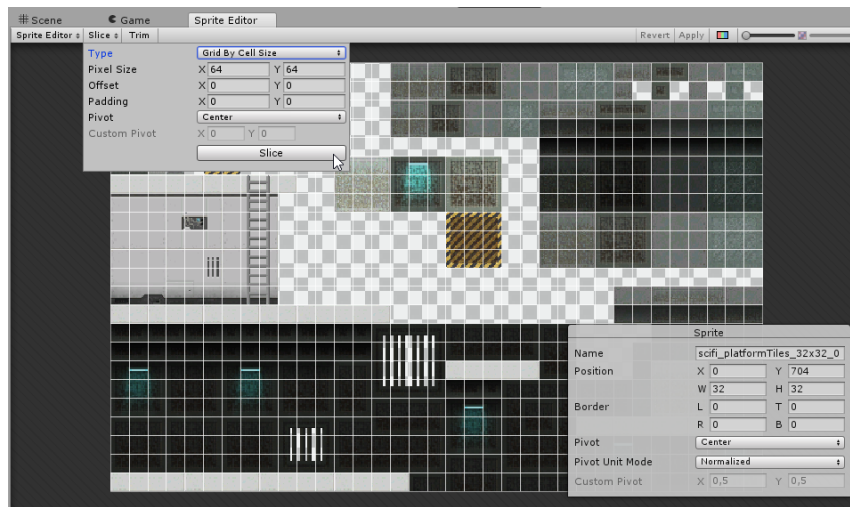 Scene Game Sprite Editor
Sprite Editor Slice Trim Revert Apply
Type Grid By Cell Size
Pixel Size X 64 Y 64
Offset X 0 Y 0
Padding X 0 Y 0
Pivot Center
Custom Pivot X 0 Y 0
Slice
Sprite
Name scifi_platformTiles_32x32_0
Position X 0 Y 704
W 32 H 32
Border L 0 T 0
R 0 B 0
Pivot Center
Pivot Unit Mode Normalized
Custom Pivot X 0,5 Y 0,5